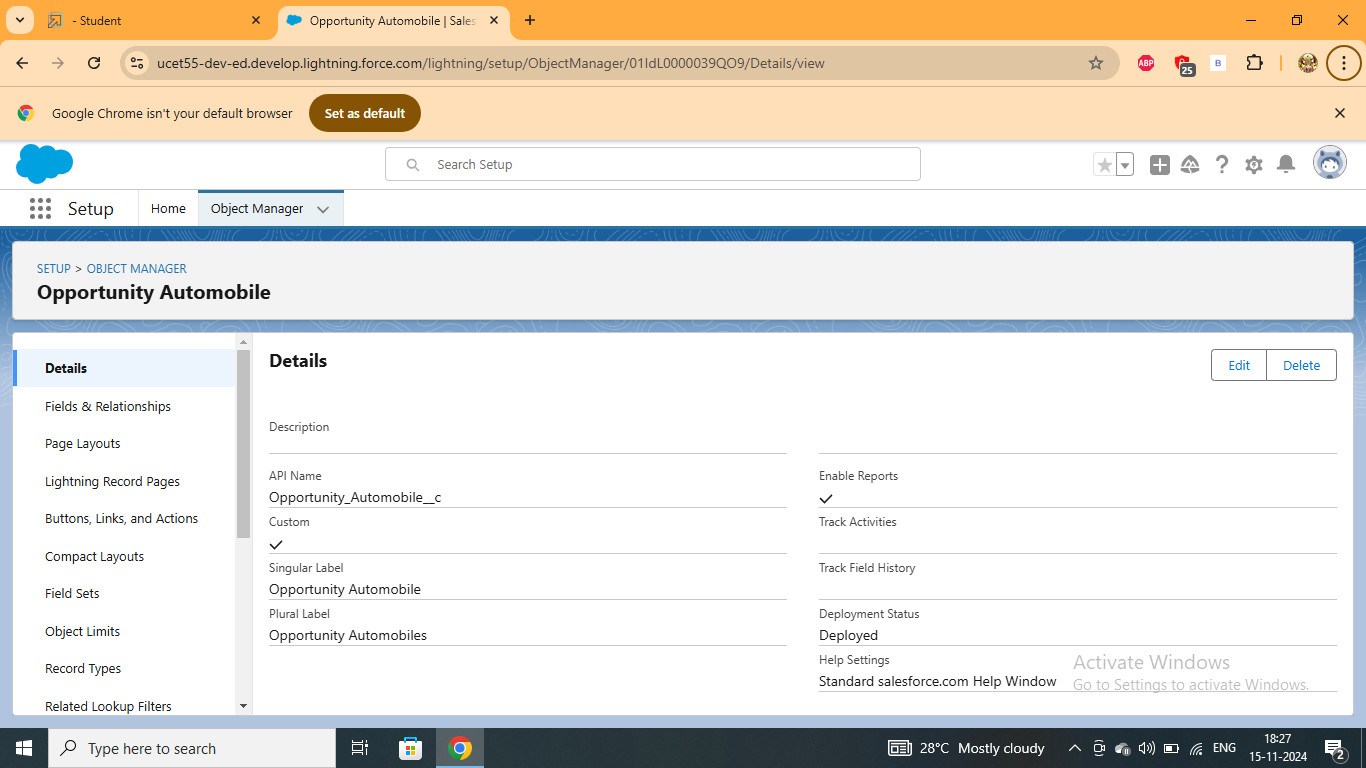 - Student
Opportunity Automobile | Sales
ucet55-dev-ed.develop.lightning.force.com/lightning/setup/ObjectManager/01IdL0000039QO9/Details/view
ABP
25
B
Google Chrome isn't your default browser
Set as default
Search Setup
Setup
Home
Object Manager
SETUP > OBJECT MANAGER
Opportunity Automobile
Details
Fields & Relationships
Page Layouts
Lightning Record Pages
Buttons, Links, and Actions
Compact Layouts
Field Sets
Object Limits
Record Types
Related Lookup Filters
Details
Edit
Delete
Description
API Name
Opportunity_Automobile__c
Custom
Singular Label
Opportunity Automobile
Plural Label
Opportunity Automobiles
Enable Reports
Track Activities
Track Field History
Deployment Status
Deployed
Help Settings
Standard salesforce.com Help Window
Activate Windows
Go to Settings to activate Windows.
Type here to search
28°C Mostly cloudy
ENG
18:27
15-11-2024
2